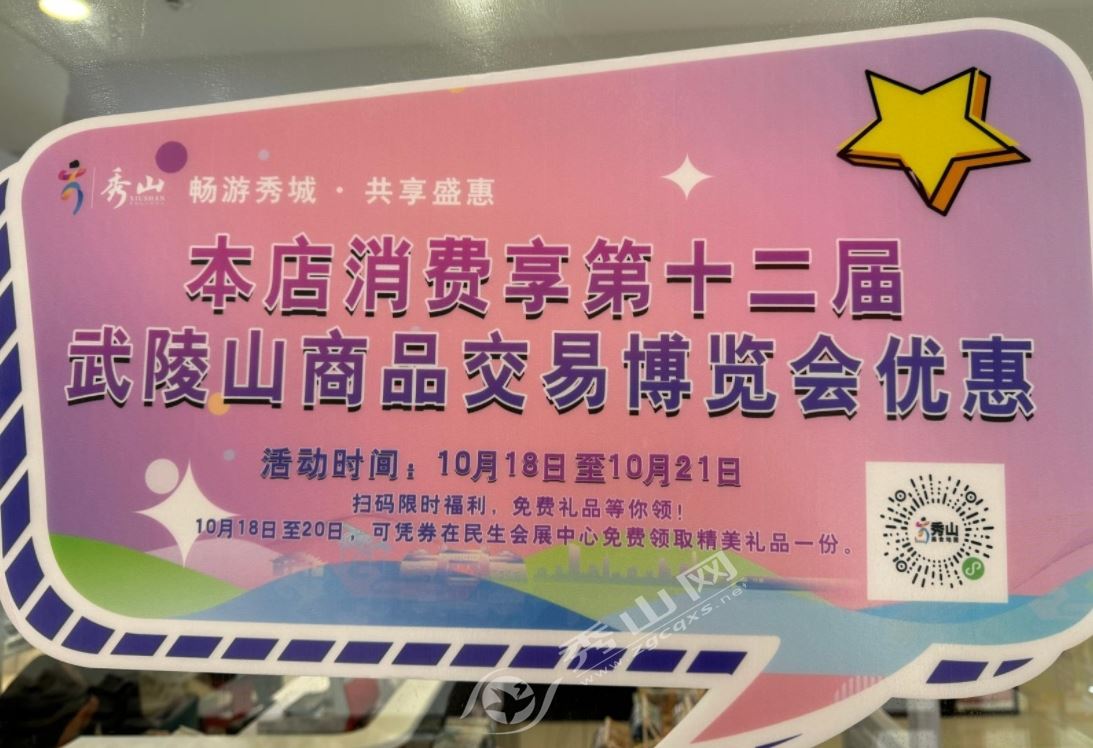 秀山
XIUSHAN
畅游秀城 · 共享盛惠
本店消费享第十二届
武陵山商品交易博览会优惠
活动时间：10月18日至10月21日
扫码限时福利，免费礼品等你领！
10月18日至20日，可凭券在民生会展中心免费领取精美礼品一份。
秀山
秀山网
www.zgcqxs.net